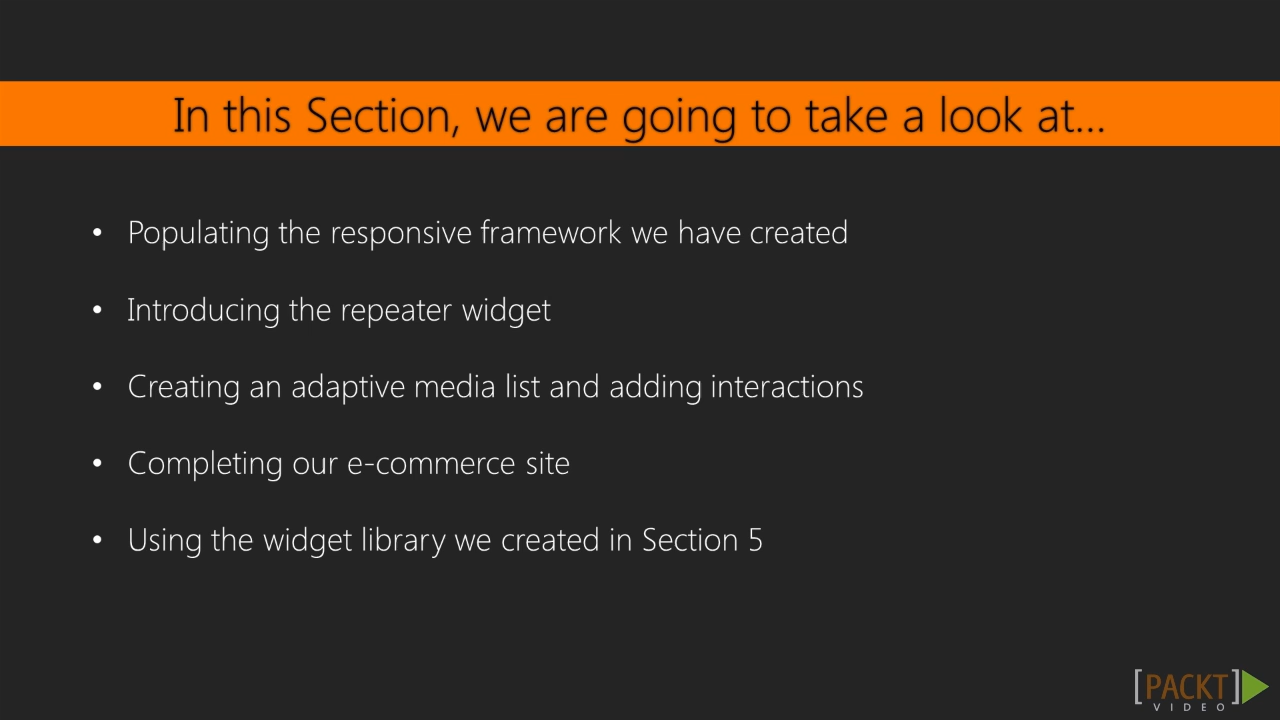 In this Section, we are going to take a look at...
• Populating the responsive framework we have created
• Introducing the repeater widget
• Creating an adaptive media list and adding interactions
• Completing our e-commerce site
• Using the widget library we created in Section 5
[PACKT]
VIDEO